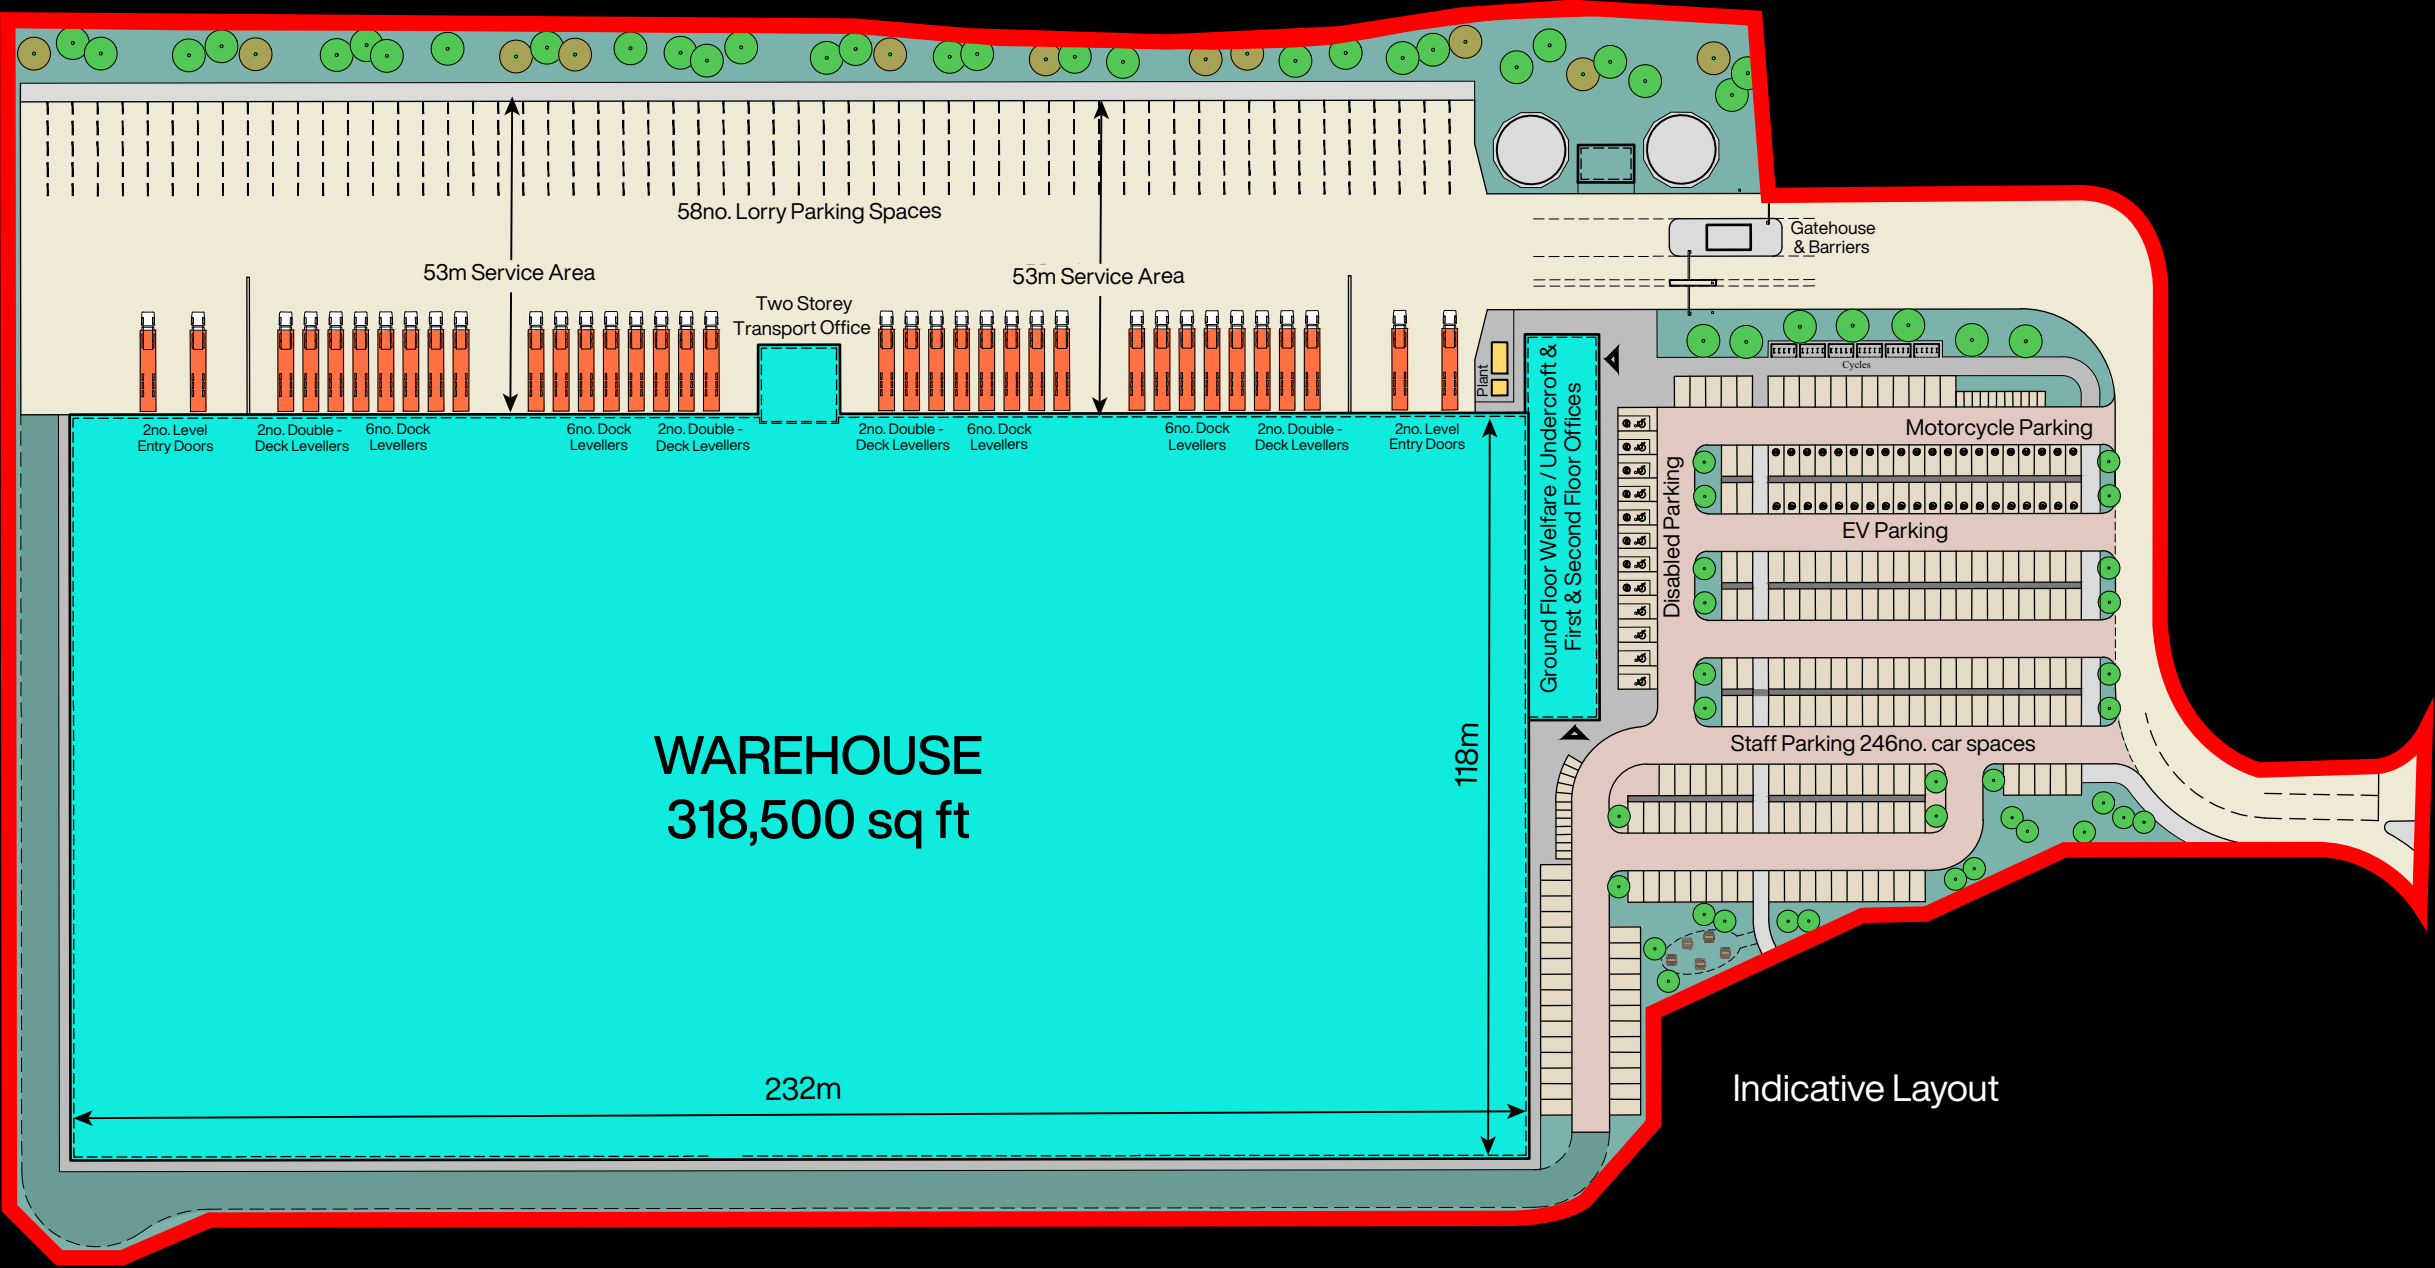 58no. Lorry Parking Spaces
Gatehouse
& Barriers
53m Service Area
53m Service Area
Two Storey
Transport Office
Plant
Cycles
2no. Level
Entry Doors
2no. Double -
Deck Levellers
6no. Dock
Levellers
6no. Dock
Levellers
2no. Double -
Deck Levellers
2no. Double -
Deck Levellers
6no. Dock
Levellers
6no. Dock
Levellers
2no. Double -
Deck Levellers
2no. Level
Entry Doors
Ground Floor Welfare / Undercroft &
First & Second Floor Offices
Disabled Parking
Motorcycle Parking
EV Parking
Staff Parking 246no. car spaces
WAREHOUSE
318,500 sq ft
118m
232m
Indicative Layout